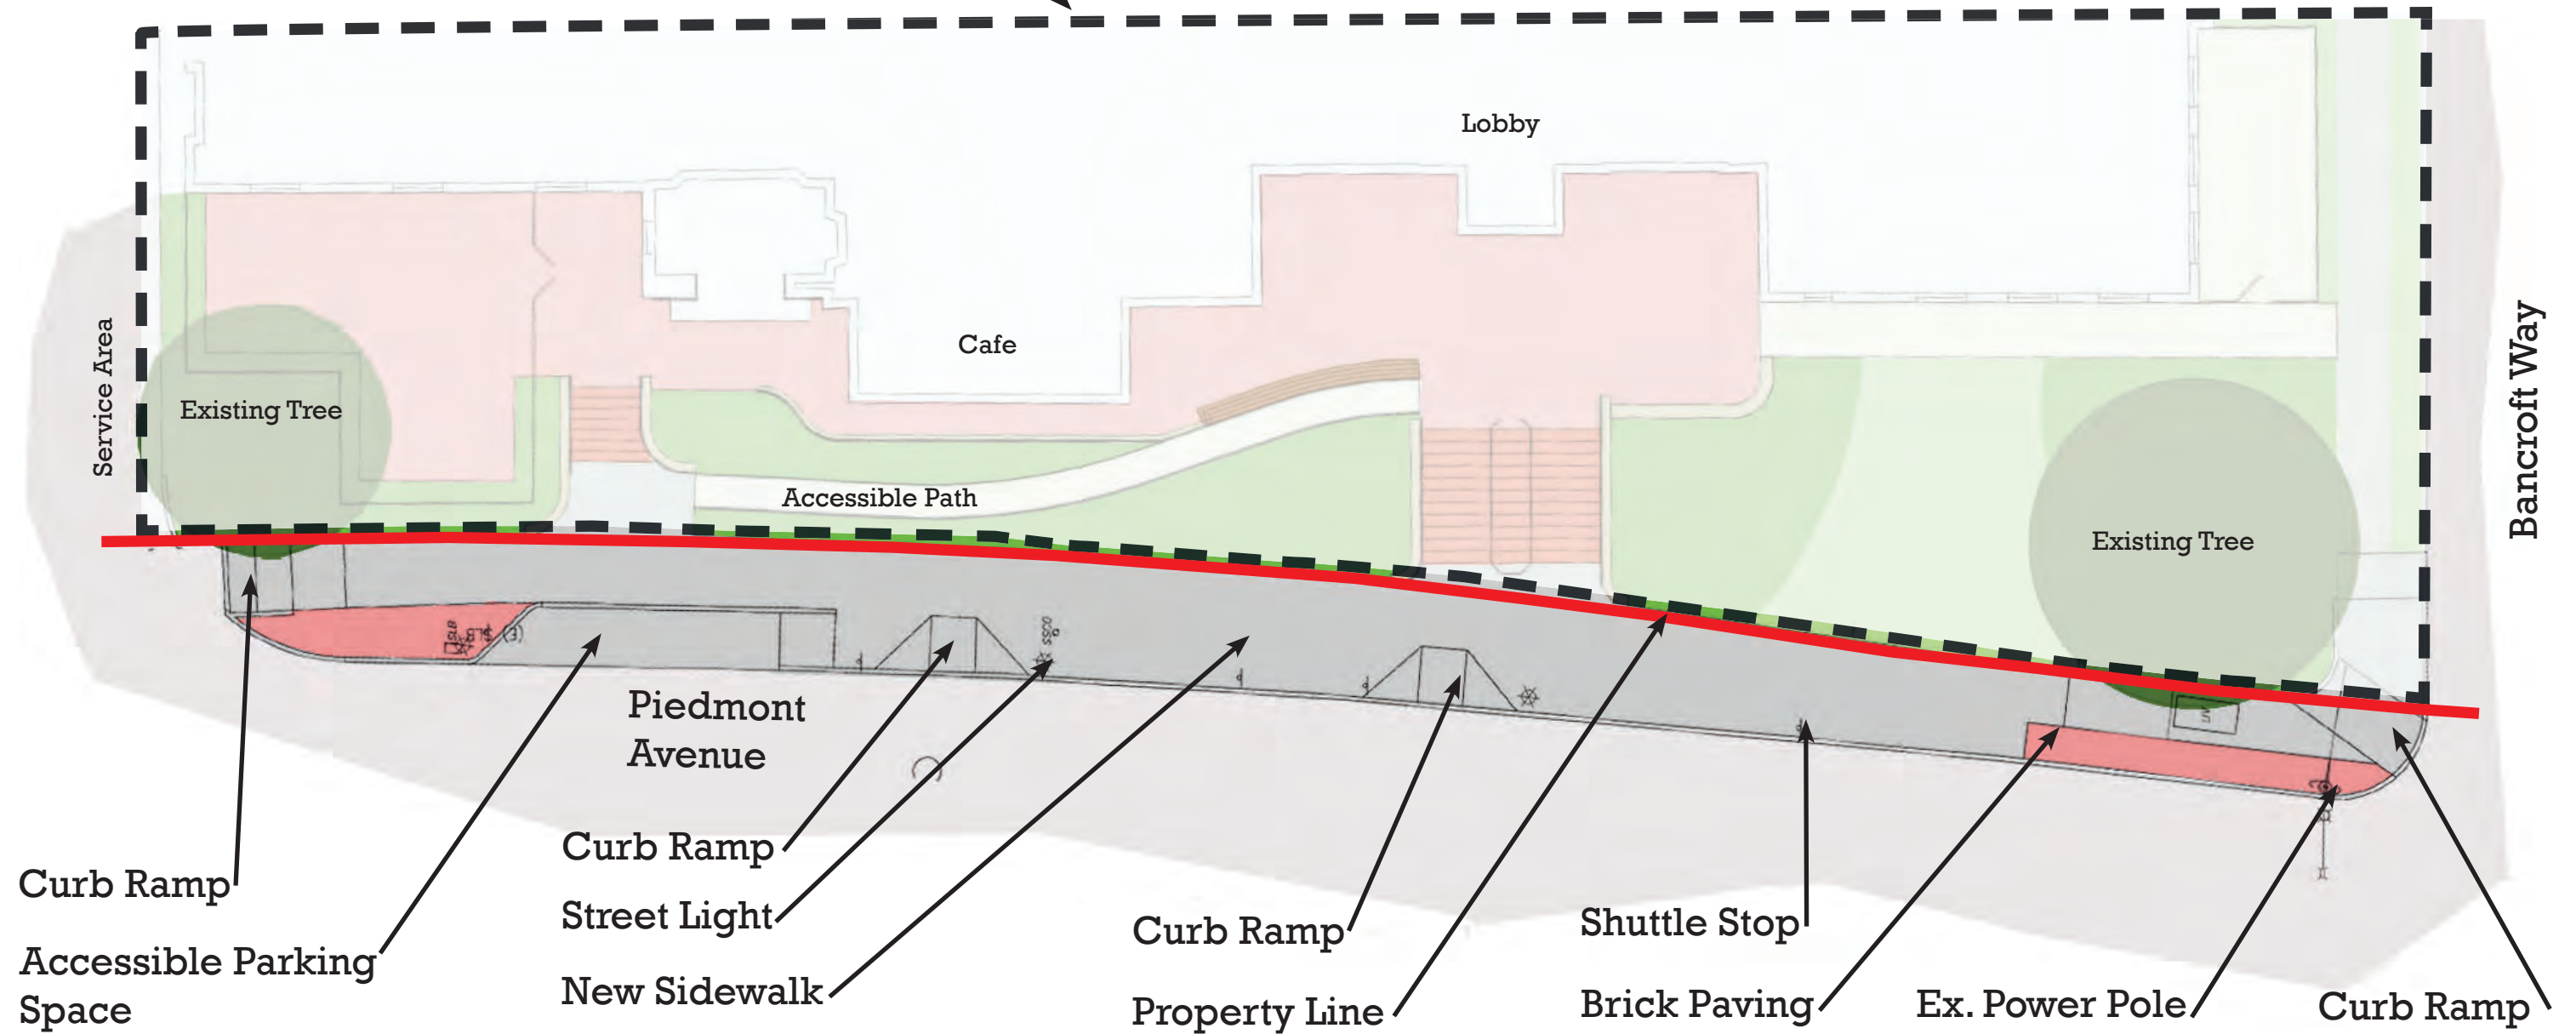 Lobby
Cafe
Service Area
Existing Tree
Accessible Path
Existing Tree
Bancroft Way
SLB
(3)
Piedmont
Avenue
Curb Ramp
Accessible Parking
Space
Curb Ramp
Street Light
New Sidewalk
Curb Ramp
Property Line
Shuttle Stop
Brick Paving
Ex. Power Pole
Curb Ramp